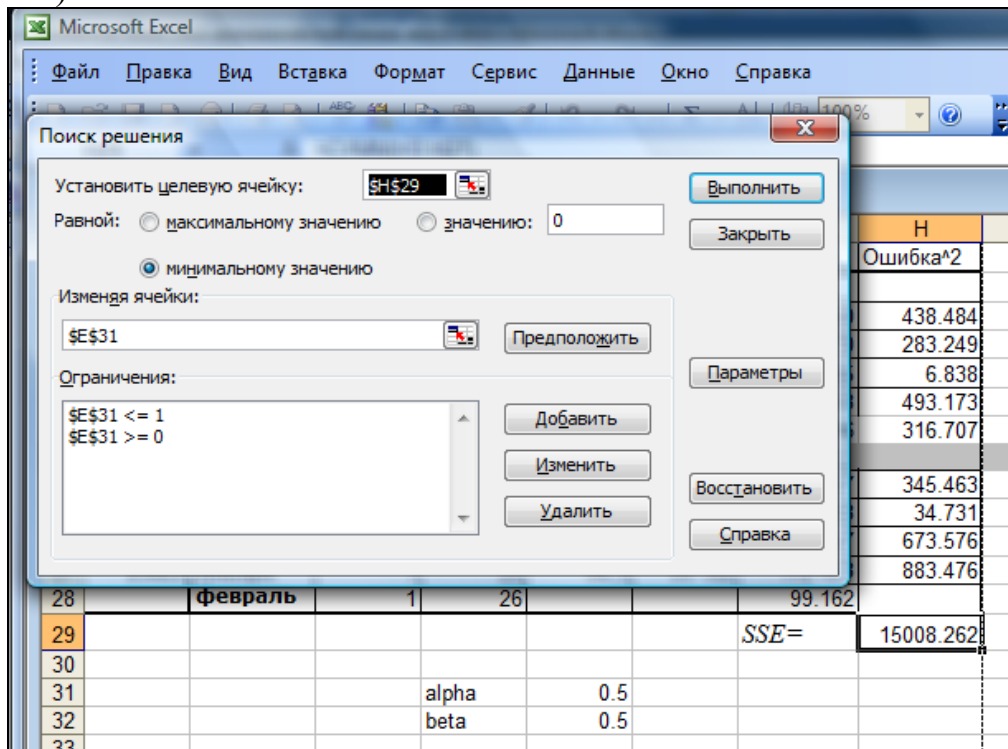 Microsoft Excel
Файл Правка Вид Вставка Формат Сервис Данные Окно Справка
100%
Поиск решения
Установить целевую ячейку: $H$29
Выполнить
Равной: максимальному значению значению: 0
Закрыть
минимальному значению
Изменяя ячейки:
$E$31
Предположить
Параметры
Ограничения:
$E$31 <= 1
$E$31 >= 0
Добавить
Изменить
Удалить
Восстановить
Справка
H
Ошибка^2
438.484
283.249
6.838
493.173
316.707
345.463
34.731
673.576
883.476
28 февраль 1 26 99.162
29 SSE= 15008.262
30
31 alpha 0.5
32 beta 0.5
33